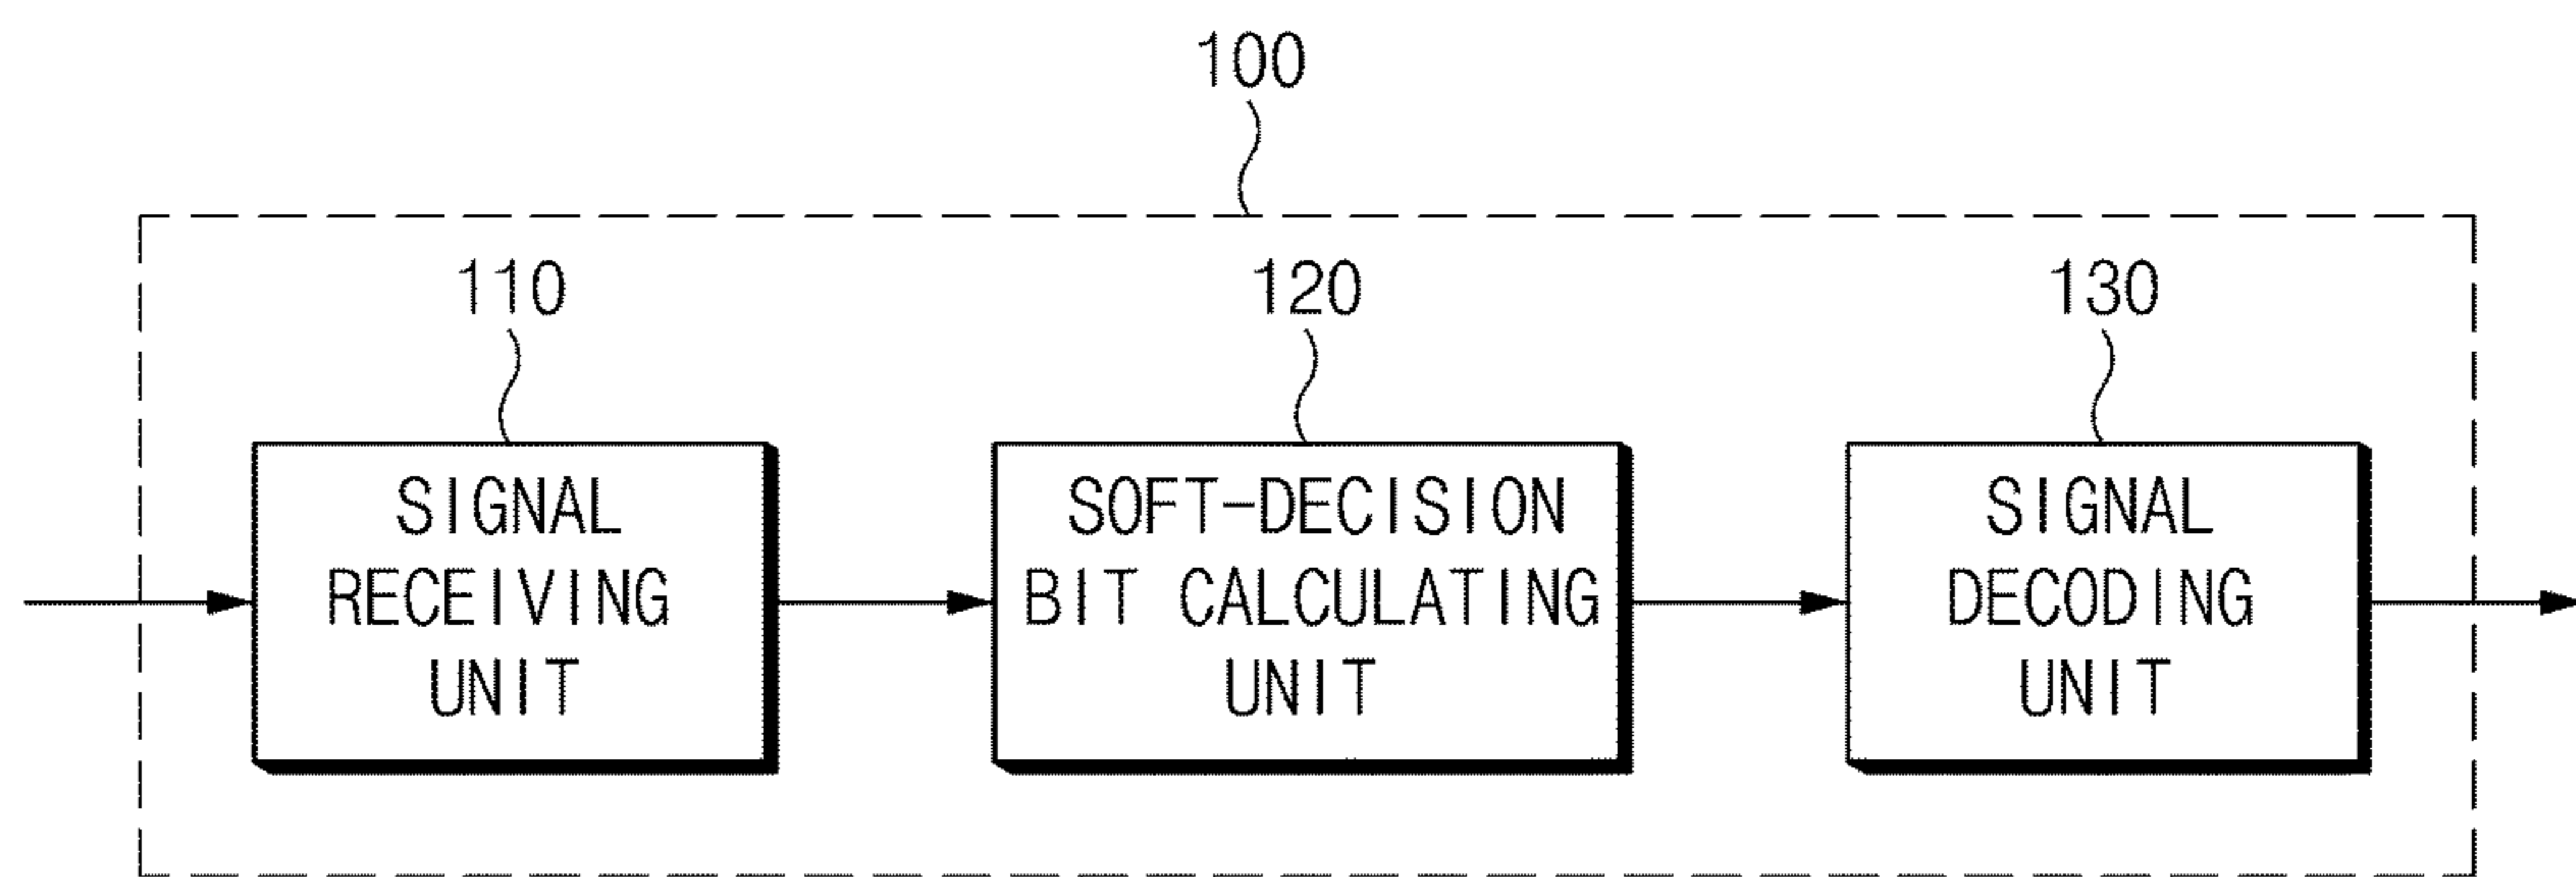 100
110
120
130
SIGNAL
RECEIVING
UNIT
SOFT-DECISION
BIT CALCULATING
UNIT
SIGNAL
DECODING
UNIT